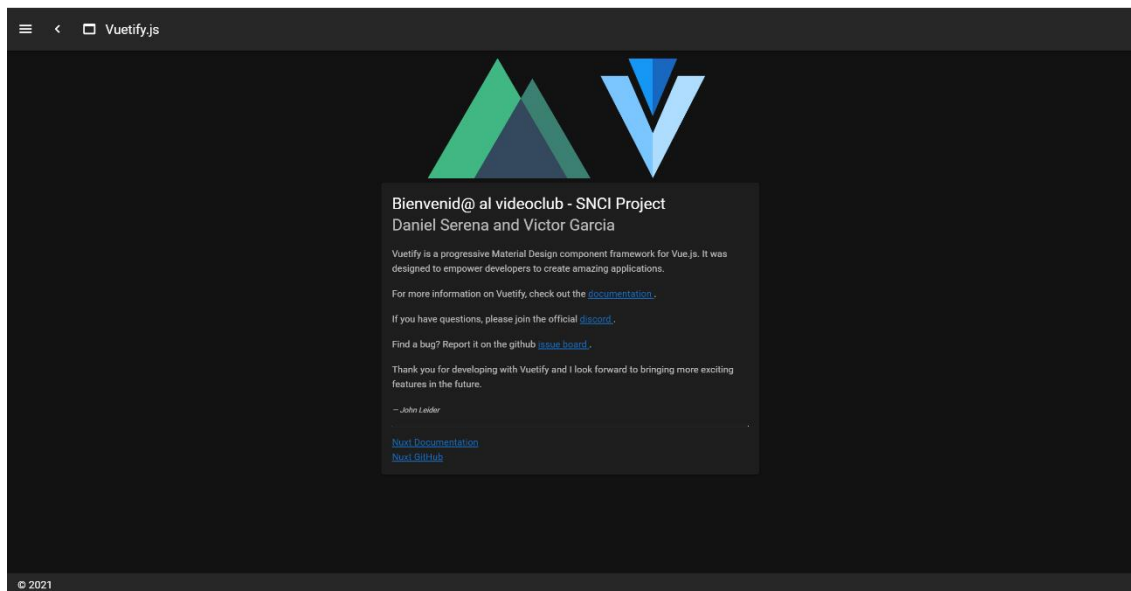 Vuetify.js
Bienvenid@ al videoclub - SNCI Project
Daniel Serena and Victor Garcia
Vuetify is a progressive Material Design component framework for Vue.js. It was
designed to empower developers to create amazing applications.
For more information on Vuetify, check out the documentation .
If you have questions, please join the official discord .
Find a bug? Report it on the github issue board .
Thank you for developing with Vuetify and I look forward to bringing more exciting
features in the future.
— John Leider
Nuxt Documentation
Nuxt GitHub
© 2021